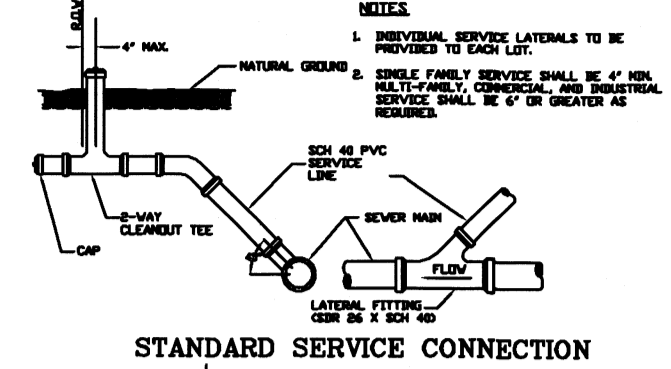 R.O.W.
NOTES
4" MAX.
1. INDIVIDUAL SERVICE LATERALS TO BE
PROVIDED TO EACH LOT.
NATURAL GROUND
2. SINGLE FAMILY SERVICE SHALL BE 4" MIN.
MULTI-FAMILY, COMMERCIAL, AND INDUSTRIAL
SERVICE SHALL BE 6" OR GREATER AS
REQUIRED.
SCH 40 PVC
SERVICE
LINE
2-WAY
CLEANOUT TEE
SEWER MAIN
CAP
FLOW
LATERAL FITTING
(SDR 26 X SCH 40)
STANDARD SERVICE CONNECTION